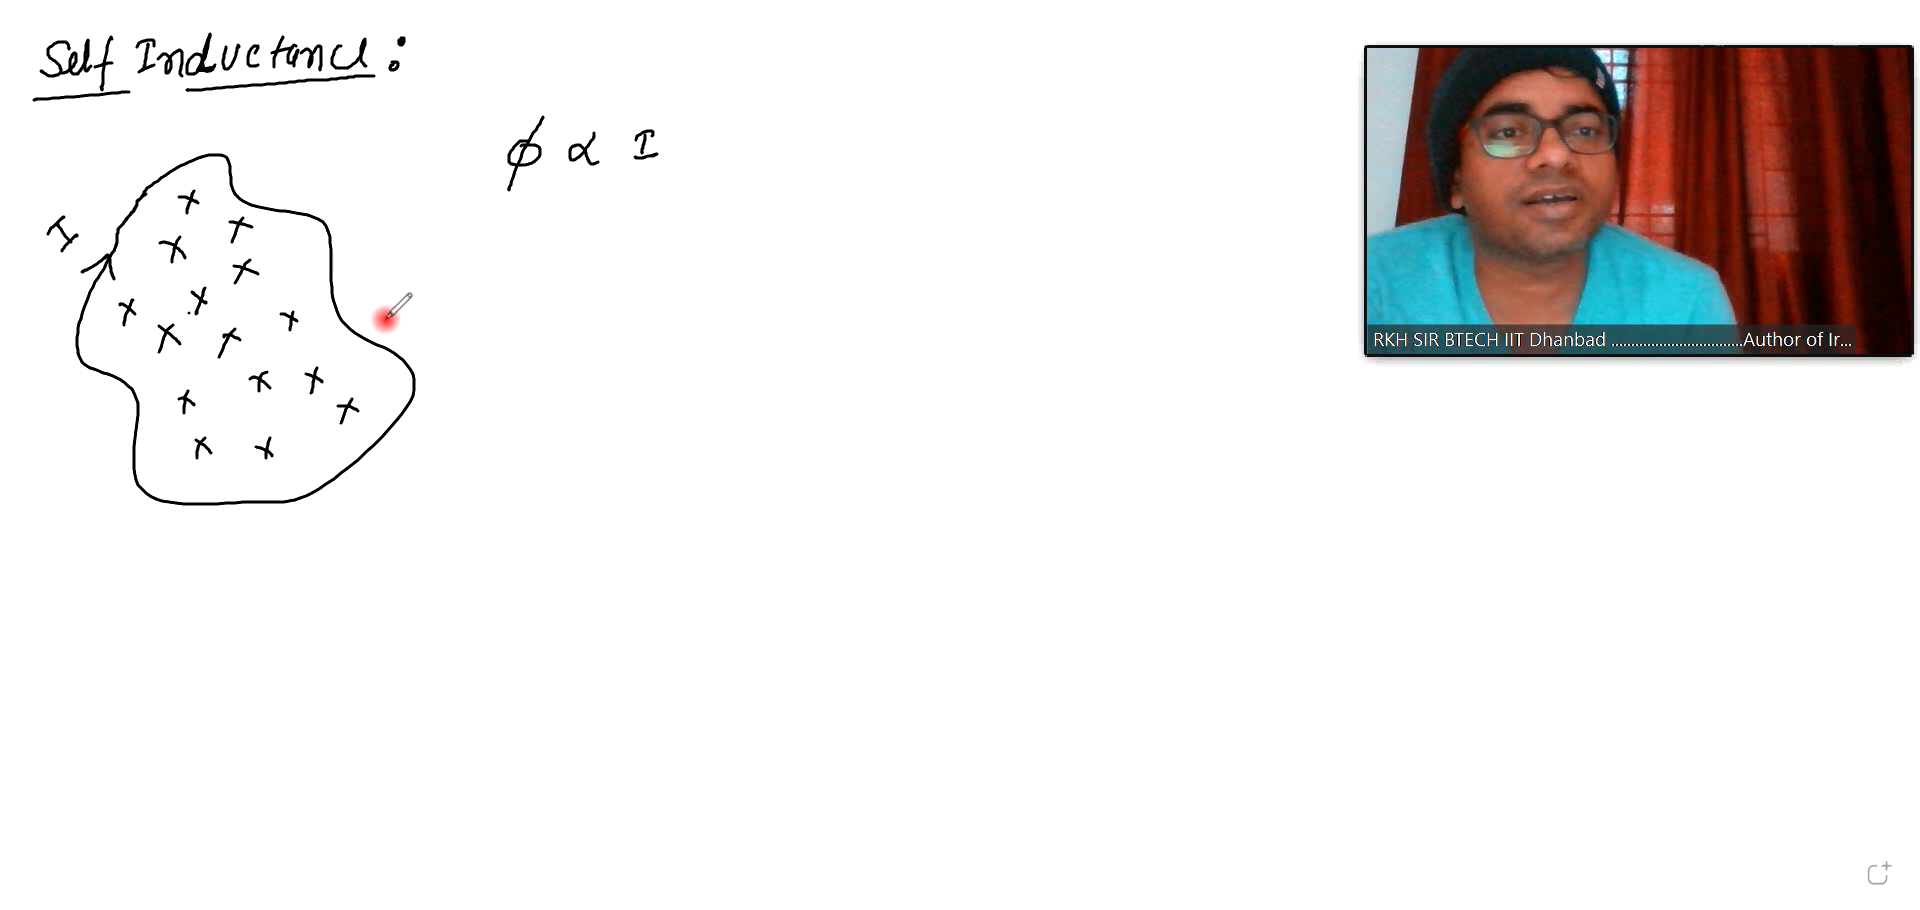 Self Inductance :
ϕ ∝ I
I
RKH SIR BTECH IIT Dhanbad ..................................Author of Ir...